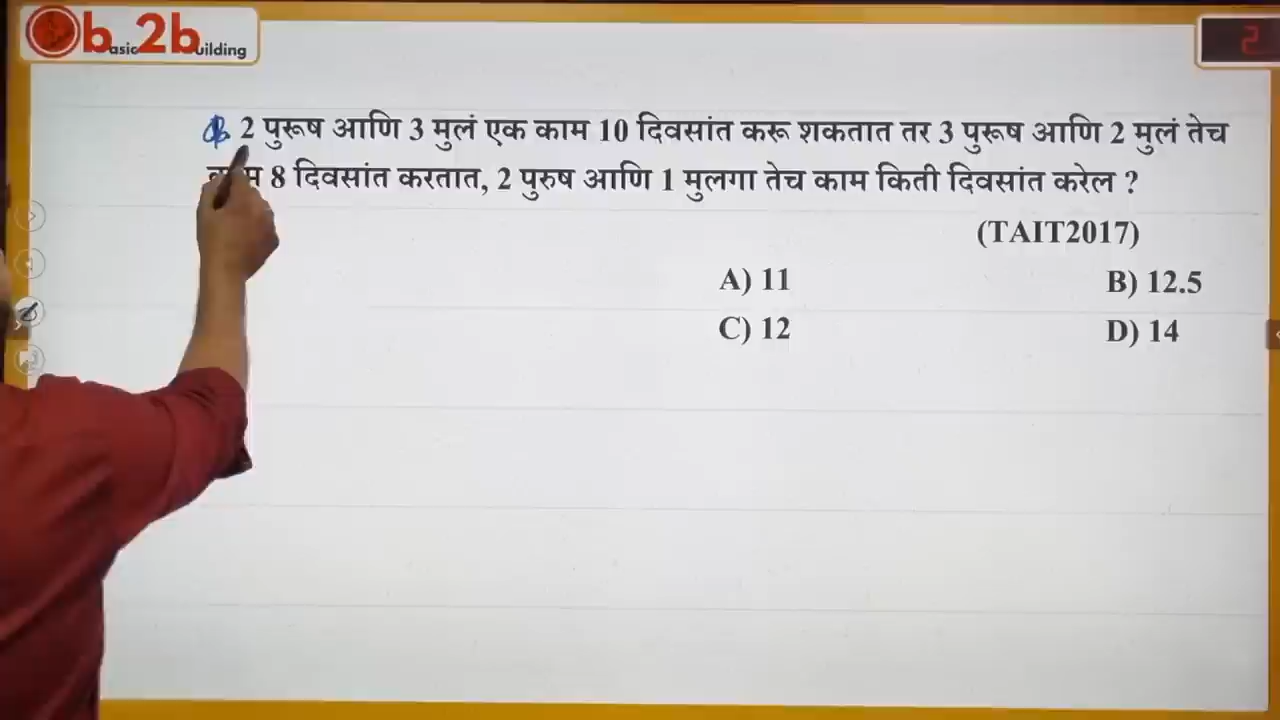 basic 2b uilding
2 पुरूष आणि 3 मुलं एक काम 10 दिवसांत करू शकतात तर 3 पुरूष आणि 2 मुलं तेच
8 दिवसांत करतात, 2 पुरुष आणि 1 मुलगा तेच काम किती दिवसांत करेल ?
(TAIT2017)
A) 11 B) 12.5
C) 12 D) 14